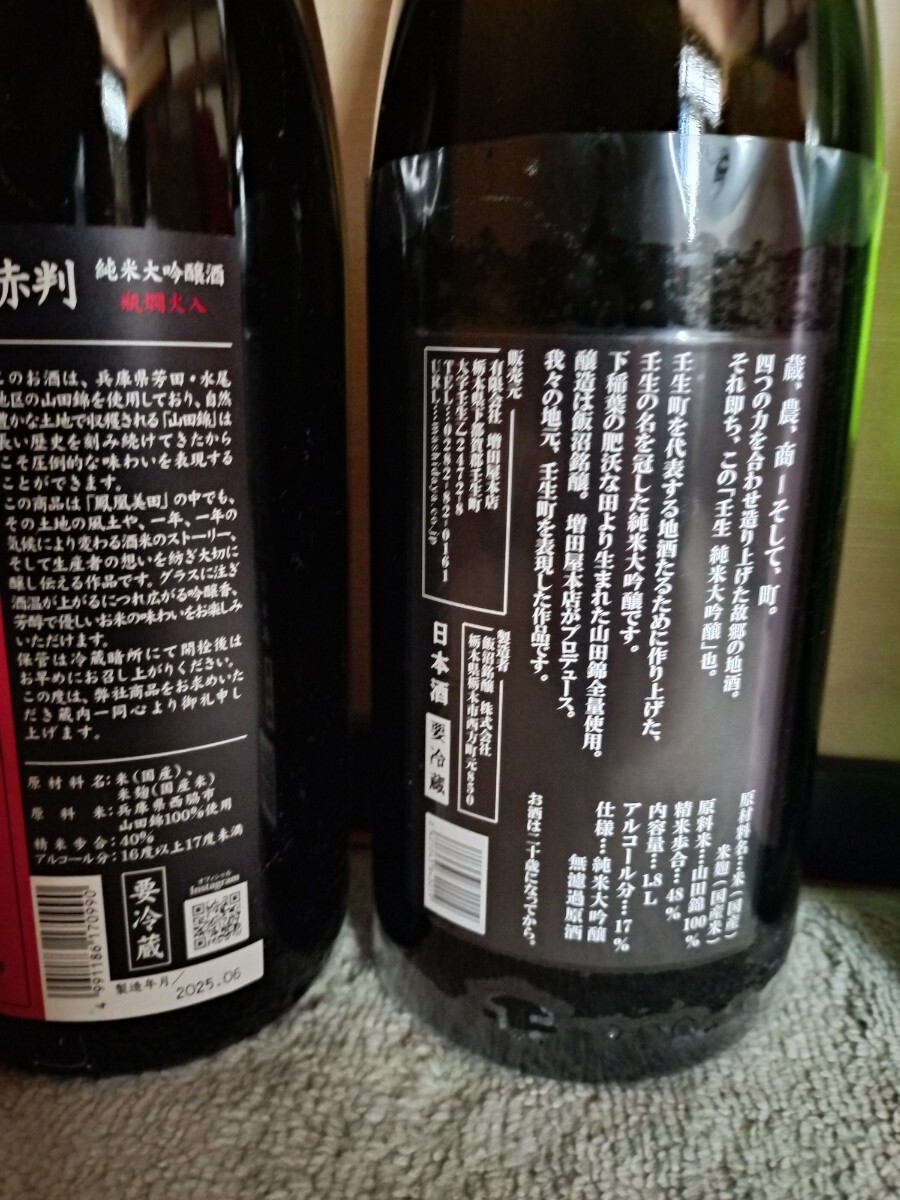 赤判
純米大吟醸酒
瓶燗火入
このお酒は、兵庫県芳田・水尾
地区の山田錦を使用しており、自然
豊かな土地で収穫される「山田錦」は
長い歴史を刻み続けてきたから
こそ圧倒的な味わいを表現する
ことができます。
この商品は「鳳凰美田」の中でも、
その土地の風土や、一年、一年の
気候により変わる酒米のストーリー、
そして生産者の想いを紡ぎ大切に
醸し伝える作品です。グラスに注ぎ
酒温が上がるにつれ広がる吟醸香、
芳醇で優しいお米の味わいをお楽しみ
いただけます。
保管は冷蔵暗所にて開栓後は
お早めにお召し上がりください。
この度は、弊社商品をお求めいた
だき蔵内一同心より御礼申し
上げます。
原材料名:米(国産)、
米麹(国産米)
原料米:兵庫県西脇市
山田錦100%使用
精米歩合:40%
アルコール分:16度以上17度未満
要冷蔵
オフィシャル
Instagram
4 991186 170990
製造年月/
2025.06
蔵、農、商―そして、町。
四つの力を合わせ造り上げた故郷の地酒。
それ即ち、この「壬生 純米大吟醸」也。
壬生町を代表する地酒たるために作り上げた、
壬生の名を冠した純米大吟醸です。
下稲葉の肥沃な田より生まれた山田錦全量使用。
醸造は飯沼銘醸。増田屋本店がプロデュース。
我々の地元、壬生町を表現した作品です。
販売元
有限会社 増田屋本店
栃木県下都賀郡壬生町
大字壬生乙2472-8
TEL…0282-82-0161
原材料名…米(国産)
米麹(国産米)
原料米…山田錦100%
精米歩合…48%
内容量…1.8L
アルコール分…17%
仕様…純米大吟醸
無濾過原酒
お酒は二十歳になってから。
製造者
飯沼銘醸 株式会社
栃木県栃木市西方町元850
日本酒
要冷蔵